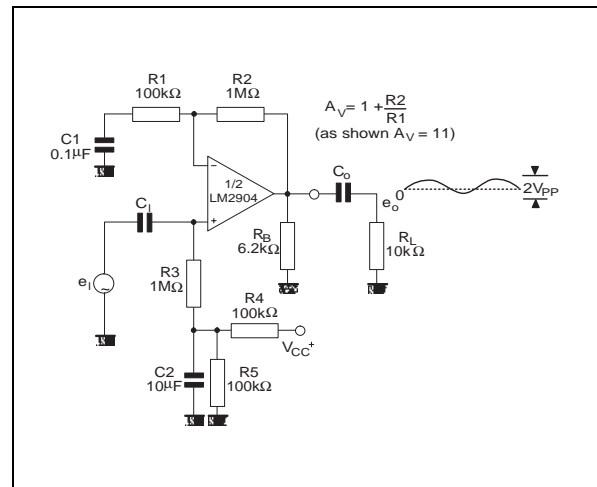 R1
100kΩ
R2
1MΩ
A_V = 1 + R2/R1
(as shown A_V = 11)
C1
0.1μF
C_I
1/2
LM2904
−
+
C_o
e_o
0
2V_PP
R_B
6.2kΩ
R_L
10kΩ
e_I
~
R3
1MΩ
R4
100kΩ
V_CC+
C2
10μF
R5
100kΩ